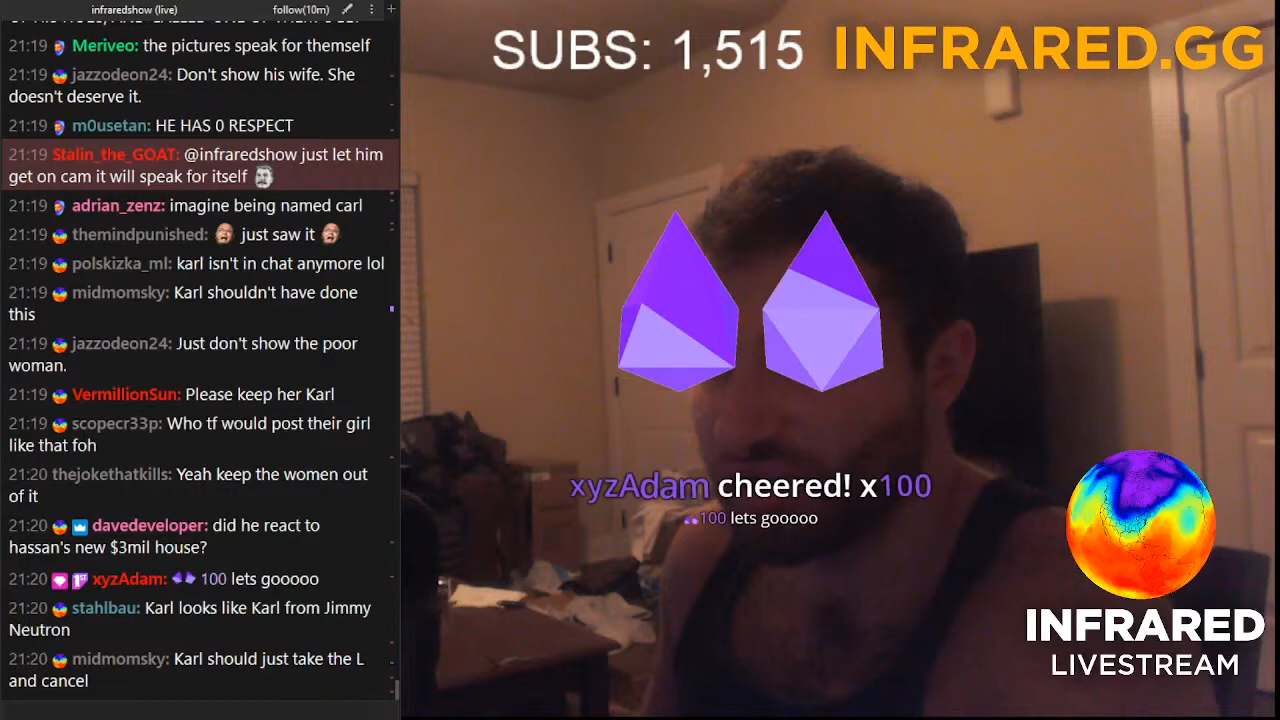 infraredshow (live)
follow(10m)
21:19 Meriveo: the pictures speak for themself
21:19 jazzodeon24: Don't show his wife. She
doesn't deserve it.
21:19 m0usetan: HE HAS 0 RESPECT
21:19 Stalin_the_GOAT: @infraredshow just let him
get on cam it will speak for itself
21:19 adrian_zenz: imagine being named carl
21:19 themindpunished: just saw it
21:19 polskizka_ml: karl isn't in chat anymore lol
21:19 midmomsky: Karl shouldn't have done
this
21:19 jazzodeon24: Just don't show the poor
woman.
21:19 VermillionSun: Please keep her Karl
21:19 scopecr33p: Who tf would post their girl
like that foh
21:20 thejokethatkills: Yeah keep the women out
of it
21:20 davedeveloper: did he react to
hassan's new $3mil house?
21:20 xyzAdam: 100 lets gooooo
21:20 stahlbau: Karl looks like Karl from Jimmy
Neutron
21:20 midmomsky: Karl should just take the L
and cancel
SUBS: 1,515
INFRARED.GG
xyzAdam cheered! x100
100 lets gooooo
INFRARED
LIVESTREAM